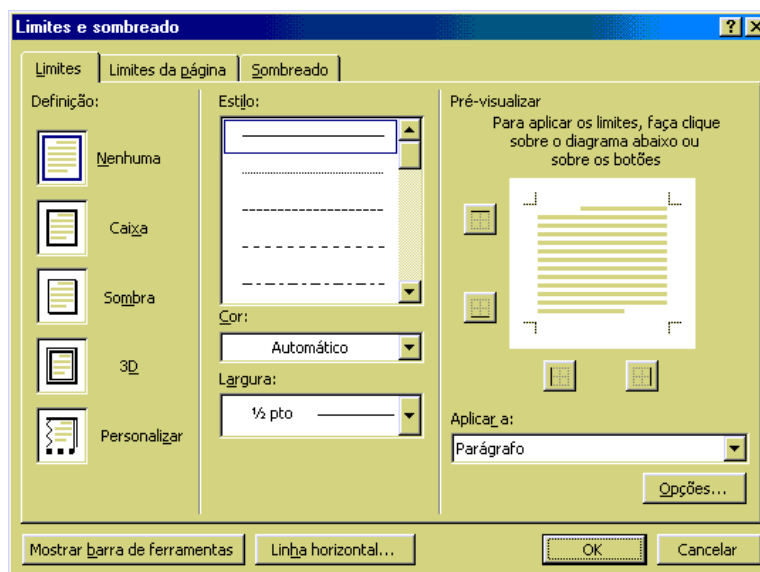 Limites e sombreado
Limites
Limites da página
Sombreado
Definição:
Nenhuma
Caixa
Sombra
3D
Personalizar
Estilo:
Cor:
Automático
Largura:
½ pto
Pré-visualizar
Para aplicar os limites, faça clique
sobre o diagrama abaixo ou
sobre os botões
Aplicar a:
Parágrafo
Opções...
Mostrar barra de ferramentas
Linha horizontal...
OK
Cancelar